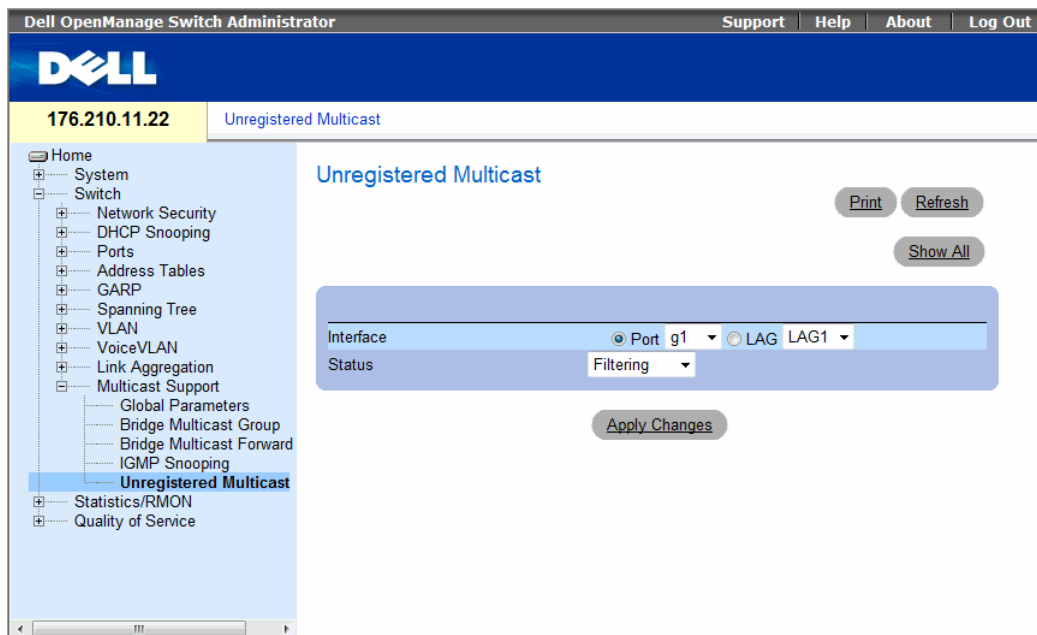 Dell OpenManage Switch Administrator Support Help About Log Out
DELL
176.210.11.22 Unregistered Multicast
Home
System
Switch
Network Security
DHCP Snooping
Ports
Address Tables
GARP
Spanning Tree
VLAN
VoiceVLAN
Link Aggregation
Multicast Support
Global Parameters
Bridge Multicast Group
Bridge Multicast Forward
IGMP Snooping
Unregistered Multicast
Statistics/RMON
Quality of Service
Unregistered Multicast
Print Refresh
Show All
Interface Port g1 LAG LAG1
Status Filtering
Apply Changes